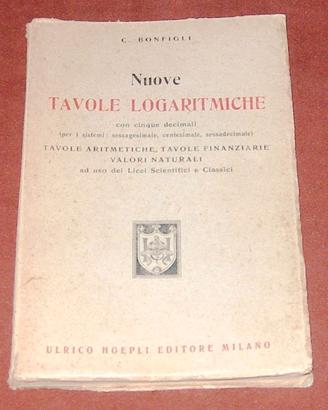 C. BONFIGLI
Nuove
TAVOLE LOGARITMICHE
con cinque decimali
(per i sistemi: sessagesimale, centesimale, sessadecimale)
TAVOLE ARITMETICHE, TAVOLE FINANZIARIE
VALORI NATURALI
ad uso dei Licei Scientifici e Classici
ULRICO HOEPLI EDITORE MILANO